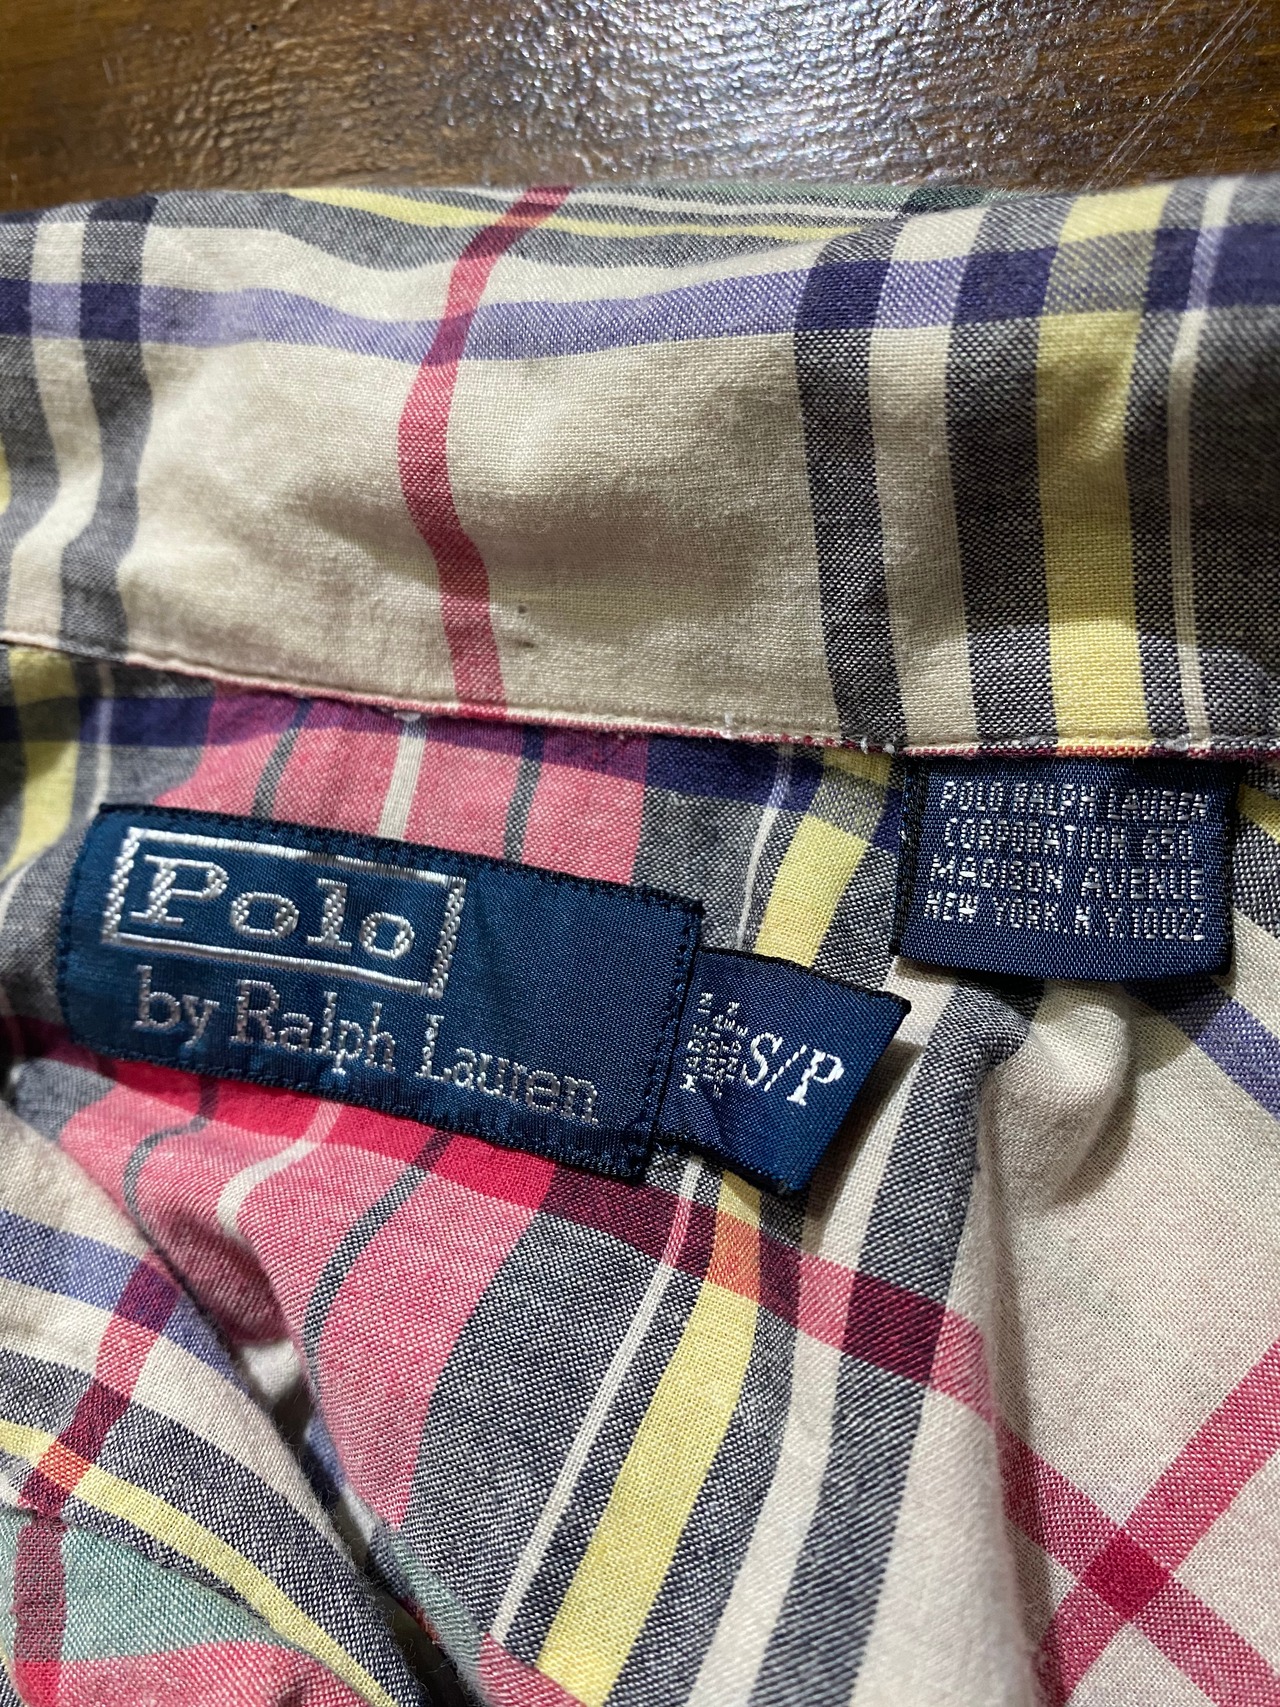 Polo
by Ralph Lauren
S/P
POLO RALPH LAUREN
CORPORATION 650
MADISON AVENUE
NEW YORK N Y 10022